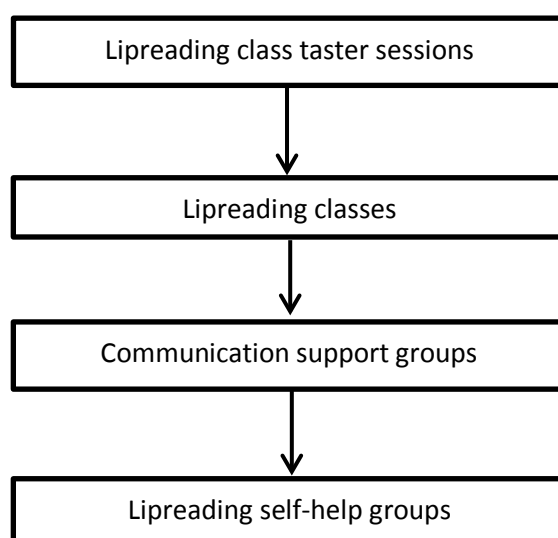 Lipreading class taster sessions
Lipreading classes
Communication support groups
Lipreading self-help groups